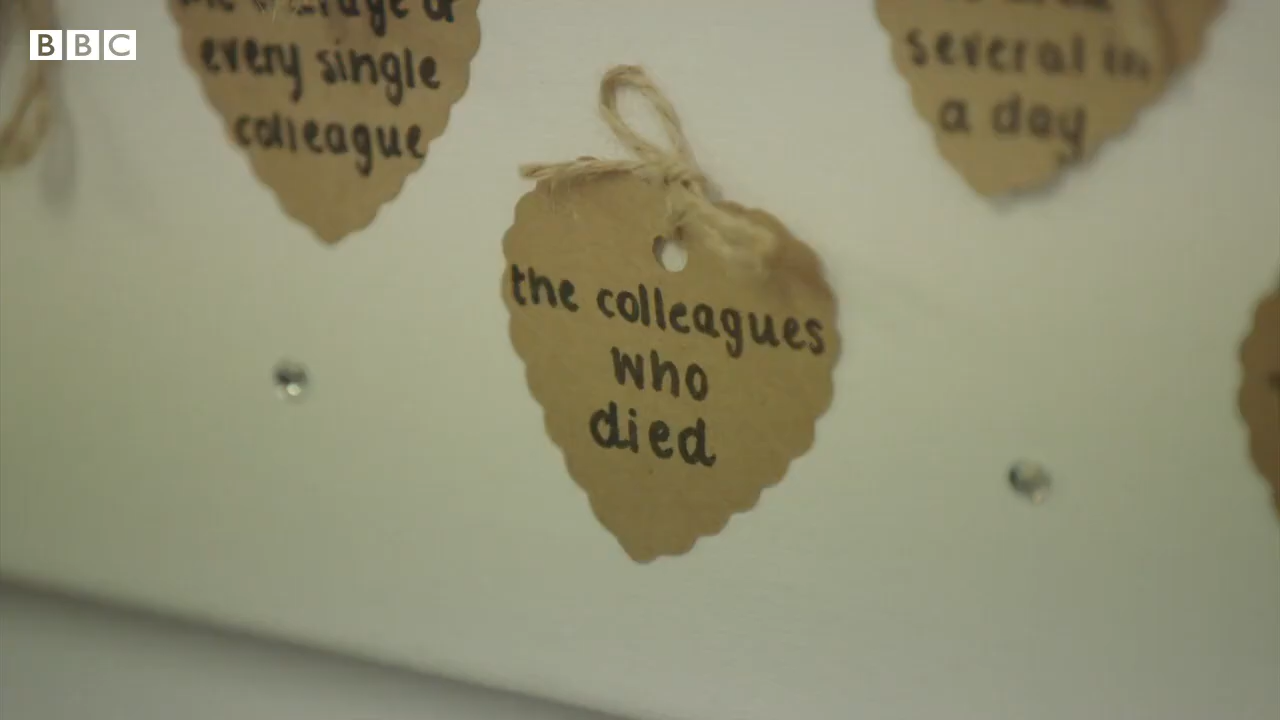 BBC
every single
colleague
several
a day
the colleagues
who
died